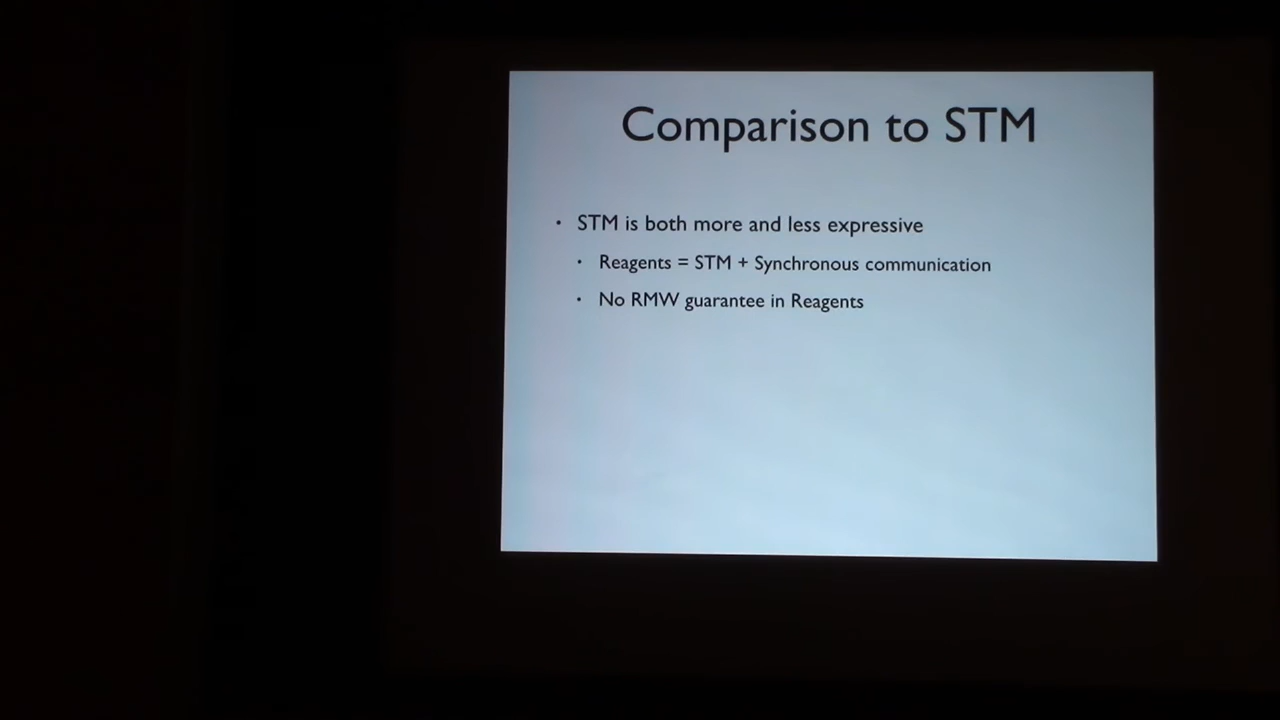 Comparison to STM
• STM is both more and less expressive
• Reagents = STM + Synchronous communication
• No RMW guarantee in Reagents